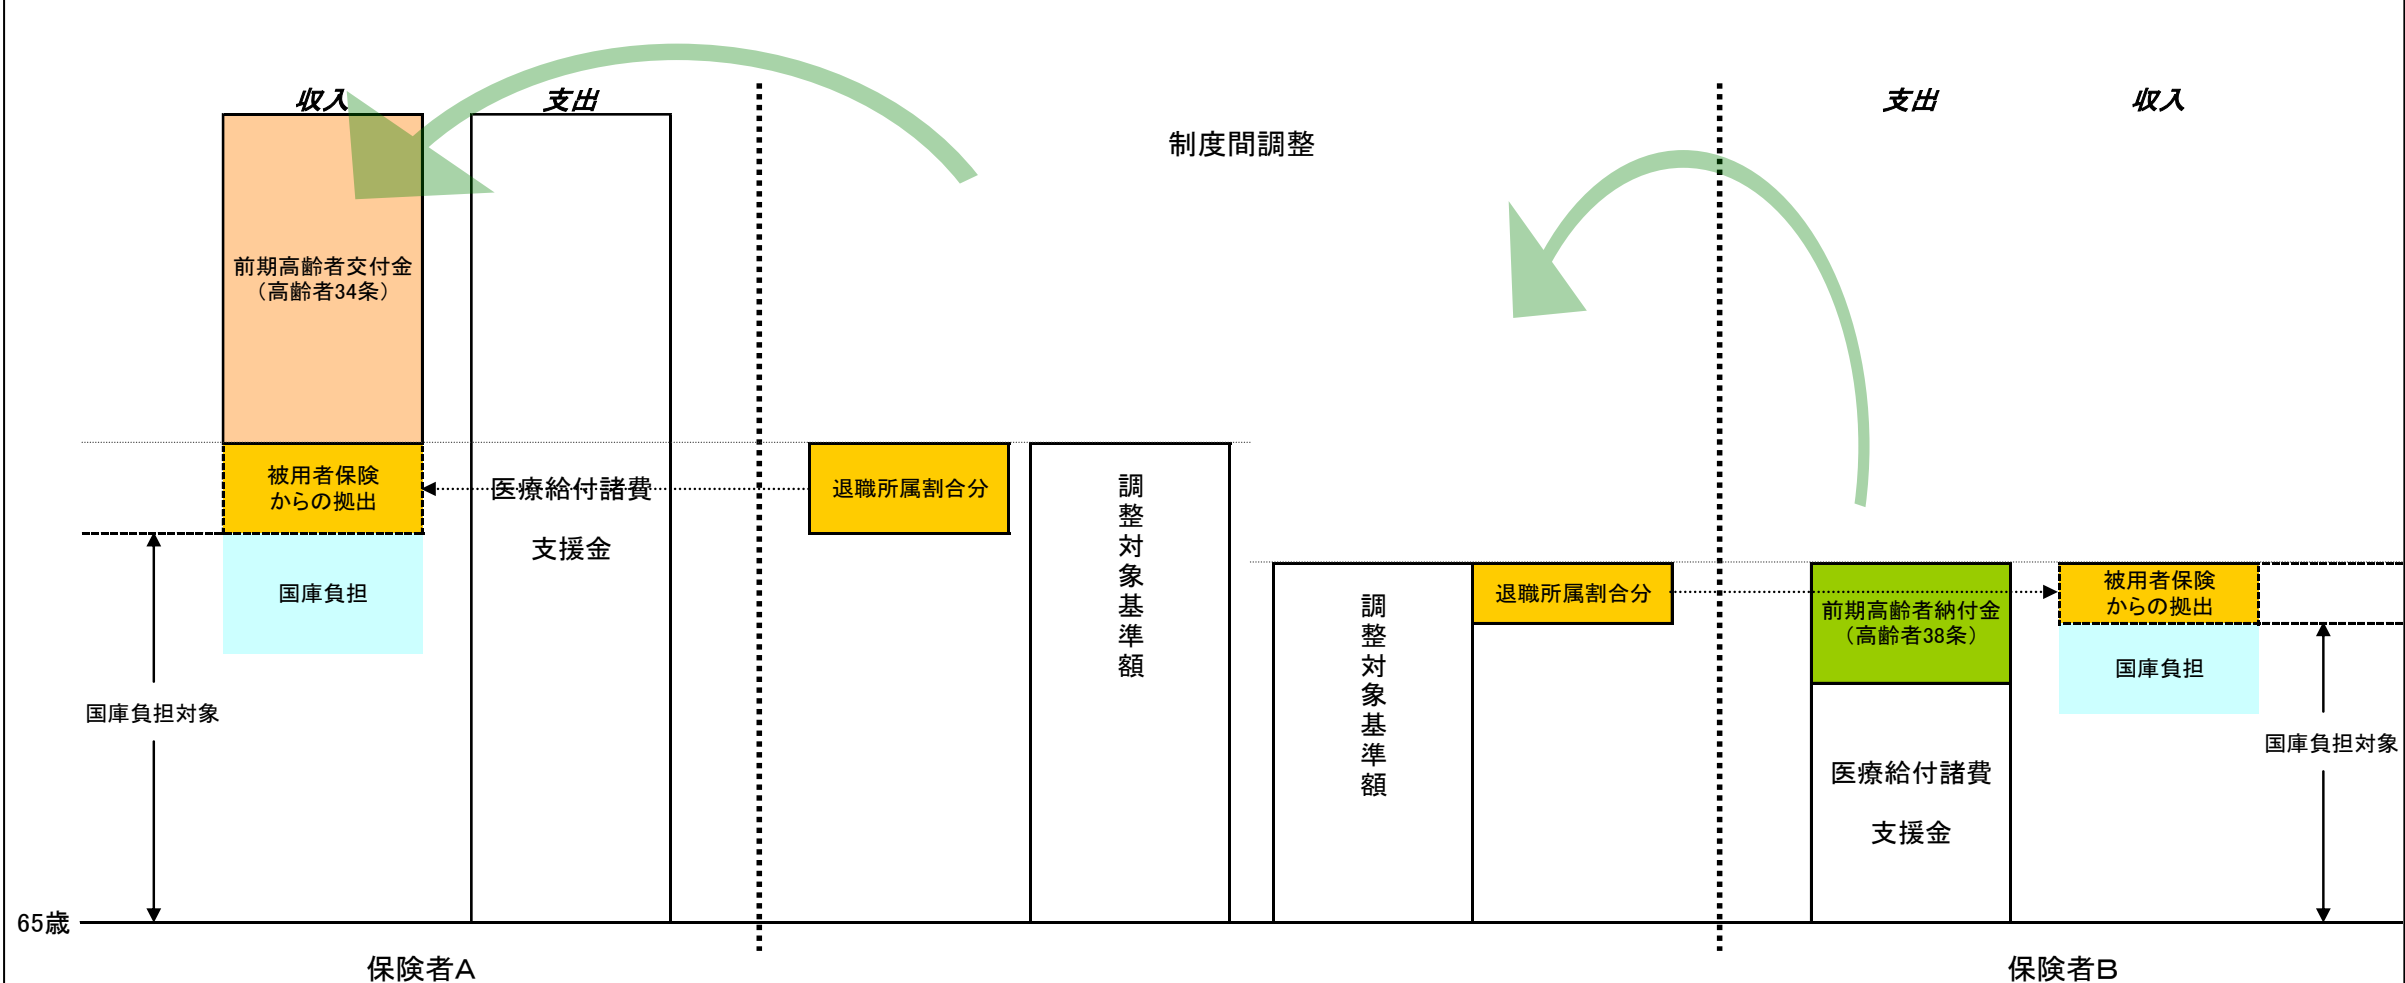 収入
支出
制度間調整
支出
収入
前期高齢者交付金
（高齢者34条）
被用者保険
からの拠出
国庫負担
国庫負担対象
医療給付諸費
支援金
退職所属割合分
調整対象基準額
調整対象基準額
退職所属割合分
前期高齢者納付金
（高齢者38条）
医療給付諸費
支援金
被用者保険
からの拠出
国庫負担
国庫負担対象
65歳
保険者A
保険者B